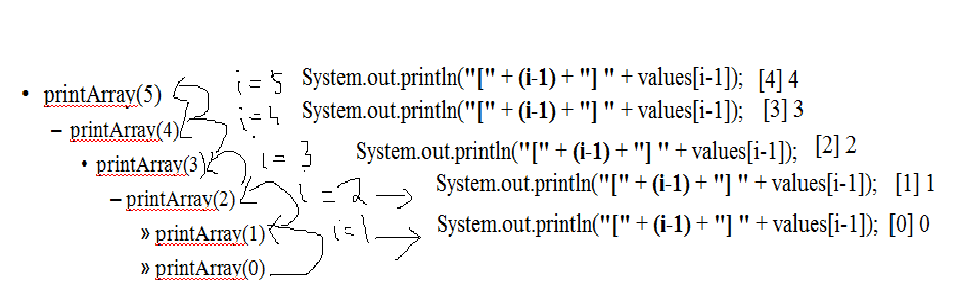 • printArray(5) i = 5 System.out.println("[" + (i-1) + "] " + values[i-1]); [4] 4
– printArray(4) i = 4 System.out.println("[" + (i-1) + "] " + values[i-1]); [3] 3
• printArray(3) i = 3 System.out.println("[" + (i-1) + "] " + values[i-1]); [2] 2
– printArray(2) i = 2 System.out.println("[" + (i-1) + "] " + values[i-1]); [1] 1
» printArray(1) i=1 System.out.println("[" + (i-1) + "] " + values[i-1]); [0] 0
» printArray(0)